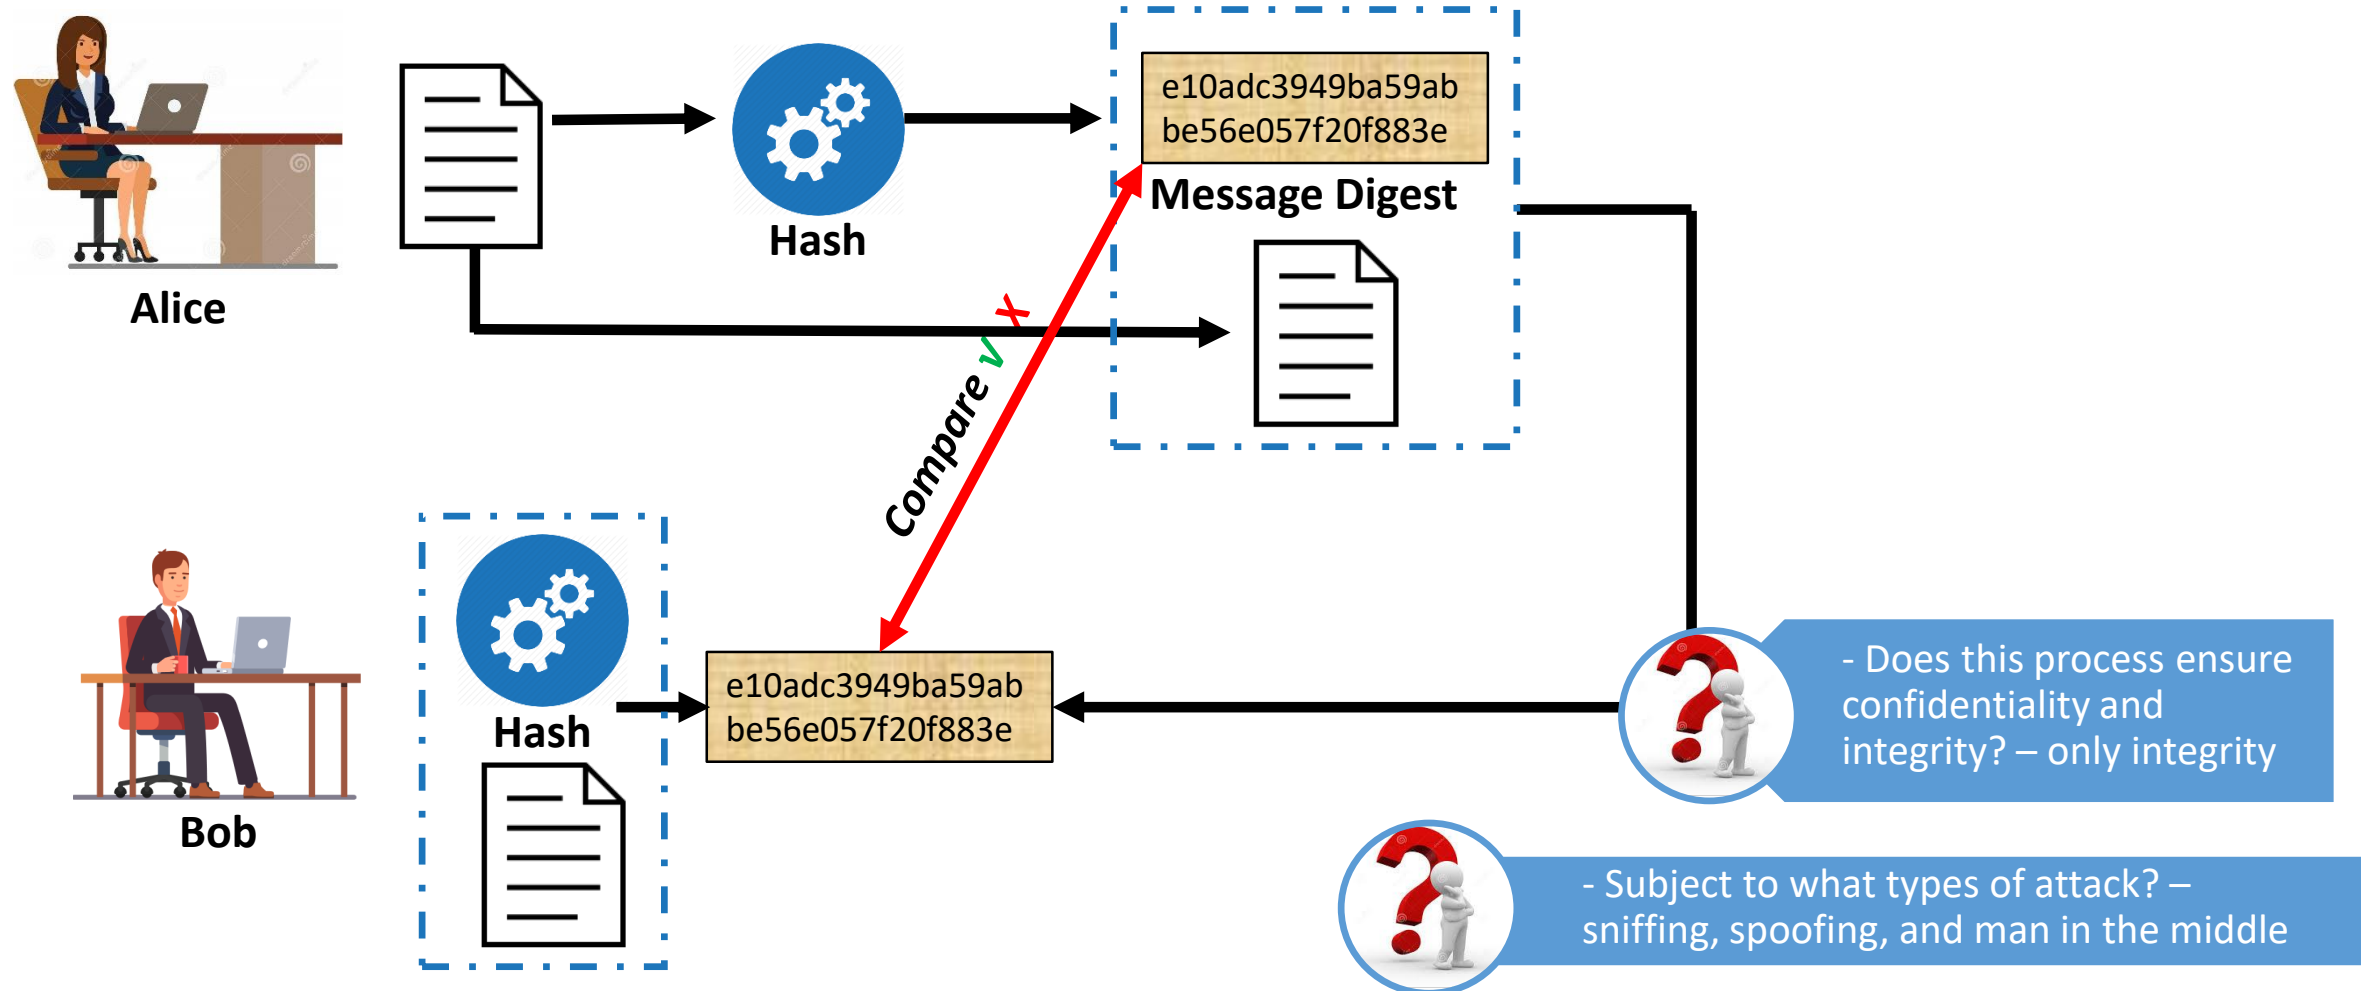 e10adc3949ba59ab
be56e057f20f883e
Message Digest
Hash
Alice
Compare √ X
Hash
e10adc3949ba59ab
be56e057f20f883e
Bob
- Does this process ensure
confidentiality and
integrity? – only integrity
- Subject to what types of attack? –
sniffing, spoofing, and man in the middle